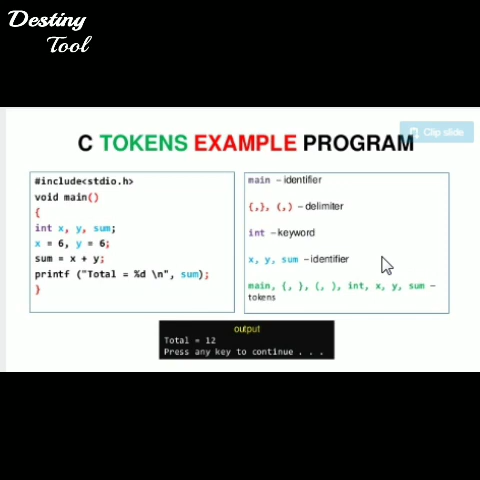 Destiny
Tool
Clip slide
C TOKENS EXAMPLE PROGRAM
#include<stdio.h>
void main()
{
int x, y, sum;
x = 6, y = 6;
sum = x + y;
printf ("Total = %d \n", sum);
}
main – identifier
{,}, (,) – delimiter
int – keyword
x, y, sum – identifier
main, {, }, (, ), int, x, y, sum –
tokens
output
Total = 12
Press any key to continue . . .